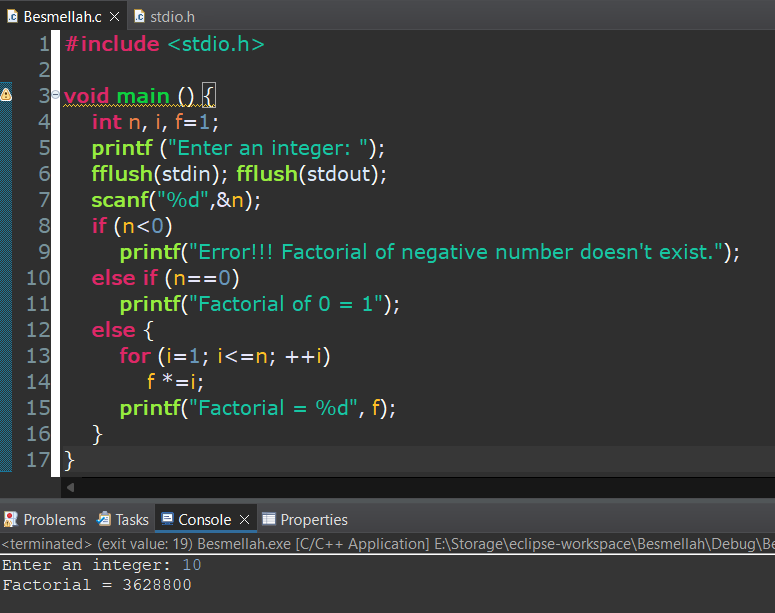 Besmellah.c stdio.h
1 #include <stdio.h>
2
3 void main () {
4 int n, i, f=1;
5 printf ("Enter an integer: ");
6 fflush(stdin); fflush(stdout);
7 scanf("%d",&n);
8 if (n<0)
9 printf("Error!!! Factorial of negative number doesn't exist.");
10 else if (n==0)
11 printf("Factorial of 0 = 1");
12 else {
13 for (i=1; i<=n; ++i)
14 f *=i;
15 printf("Factorial = %d", f);
16 }
17 }
Problems Tasks Console Properties
<terminated> (exit value: 19) Besmellah.exe [C/C++ Application] E:\Storage\eclipse-workspace\Besmellah\Debug\Be
Enter an integer: 10
Factorial = 3628800